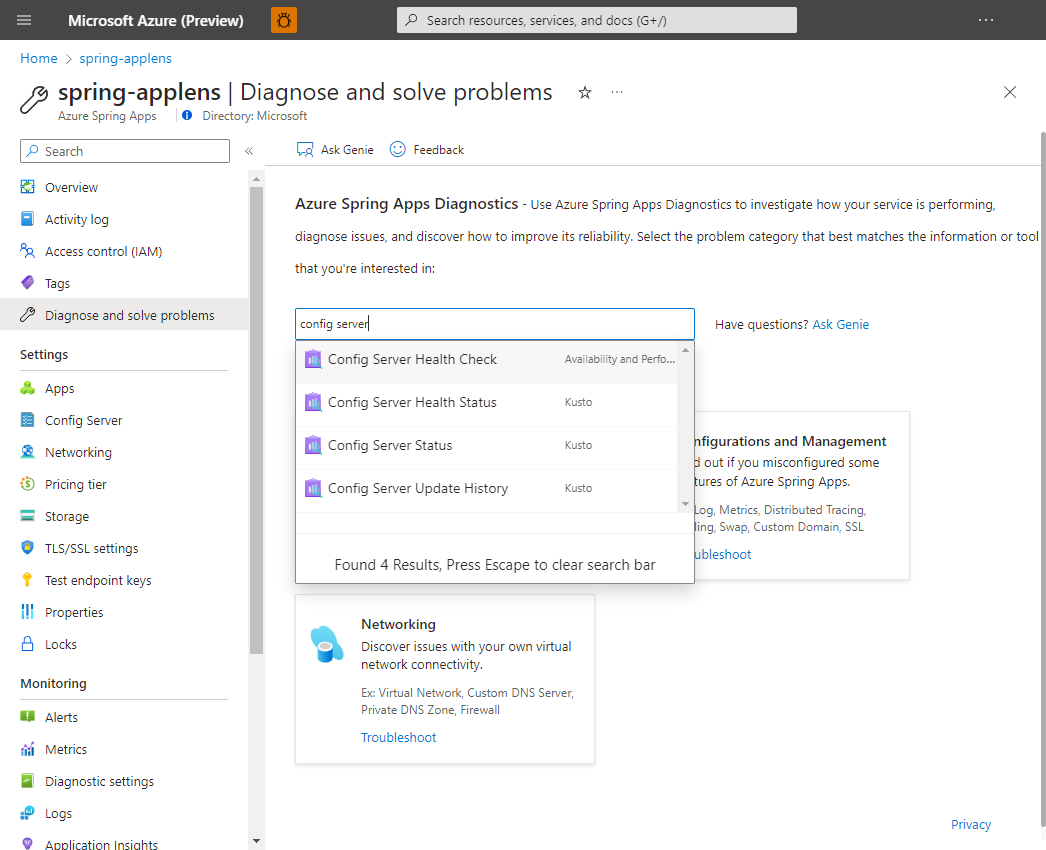 Microsoft Azure (Preview)
Search resources, services, and docs (G+/)
Home
spring-applens
spring-applens | Diagnose and solve problems
Azure Spring Apps
Directory: Microsoft
Search
Overview
Activity log
Access control (IAM)
Tags
Diagnose and solve problems
Settings
Apps
Config Server
Networking
Pricing tier
Storage
TLS/SSL settings
Test endpoint keys
Properties
Locks
Monitoring
Alerts
Metrics
Diagnostic settings
Logs
Application Insights
Ask Genie
Feedback
Azure Spring Apps Diagnostics - Use Azure Spring Apps Diagnostics to investigate how your service is performing,
diagnose issues, and discover how to improve its reliability. Select the problem category that best matches the information or tool
that you're interested in:
config server
Have questions? Ask Genie
Config Server Health Check
Availability and Perfo...
Config Server Health Status
Kusto
Config Server Status
Kusto
Config Server Update History
Kusto
Found 4 Results, Press Escape to clear search bar
nfigurations and Management
d out if you misconfigured some
tures of Azure Spring Apps.
Log, Metrics, Distributed Tracing,
ling, Swap, Custom Domain, SSL
ubleshoot
Networking
Discover issues with your own virtual
network connectivity.
Ex: Virtual Network, Custom DNS Server,
Private DNS Zone, Firewall
Troubleshoot
Privacy